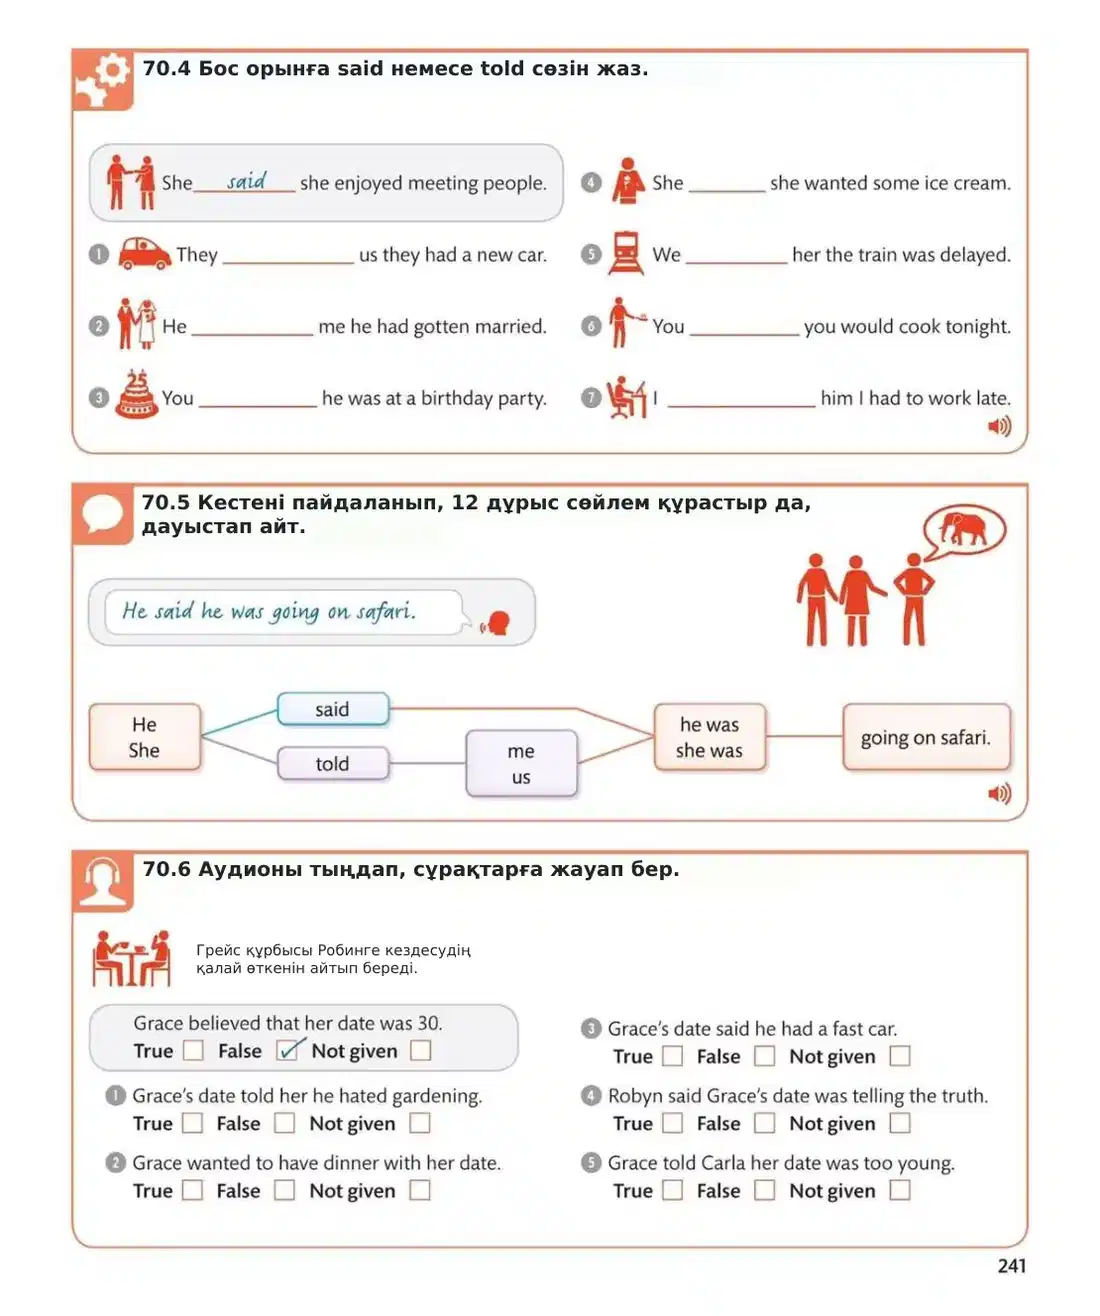 70.4 Бос орынға said немесе told сөзін жаз.
She said she enjoyed meeting people.
1 They ____________ us they had a new car.
2 He ____________ me he had gotten married.
25
3 You ____________ he was at a birthday party.
4 She ________ she wanted some ice cream.
5 We __________ her the train was delayed.
6 You __________ you would cook tonight.
7 I ______________ him I had to work late.
70.5 Кестені пайдаланып, 12 дұрыс сөйлем құрастыр да,
дауыстап айт.
He said he was going on safari.
He
She
said
told
me
us
he was
she was
going on safari.
70.6 Аудионы тыңдап, сұрақтарға жауап бер.
Грейс құрбысы Робинге кездесудің
қалай өткенін айтып береді.
Grace believed that her date was 30.
True False ✓ Not given
1 Grace’s date told her he hated gardening.
True False Not given
2 Grace wanted to have dinner with her date.
True False Not given
3 Grace’s date said he had a fast car.
True False Not given
4 Robyn said Grace’s date was telling the truth.
True False Not given
5 Grace told Carla her date was too young.
True False Not given
241